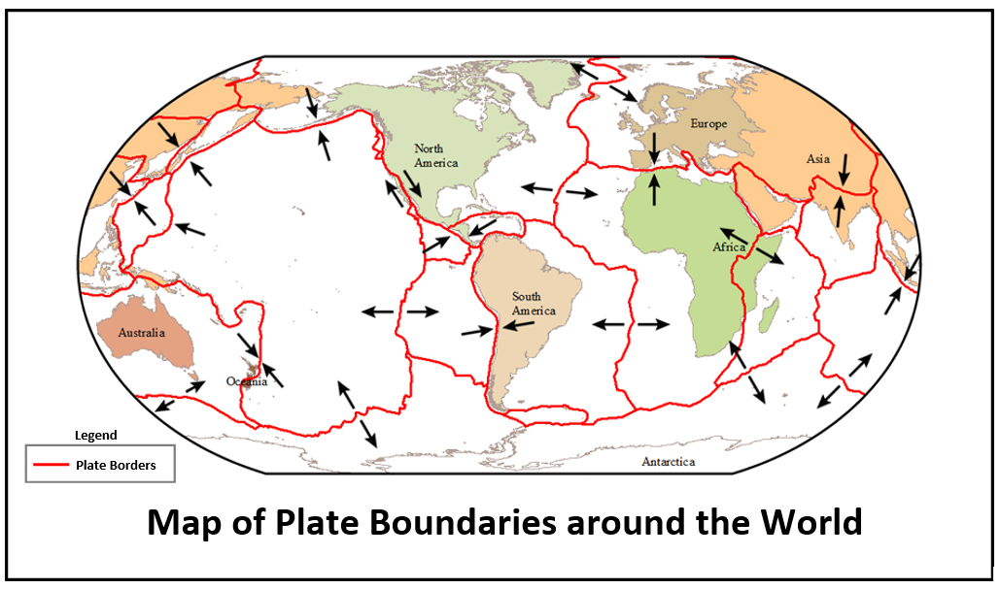 Europe
North
America
Asia
Africa
South
America
Australia
Oceania
Legend
Plate Borders
Antarctica
Map of Plate Boundaries around the World